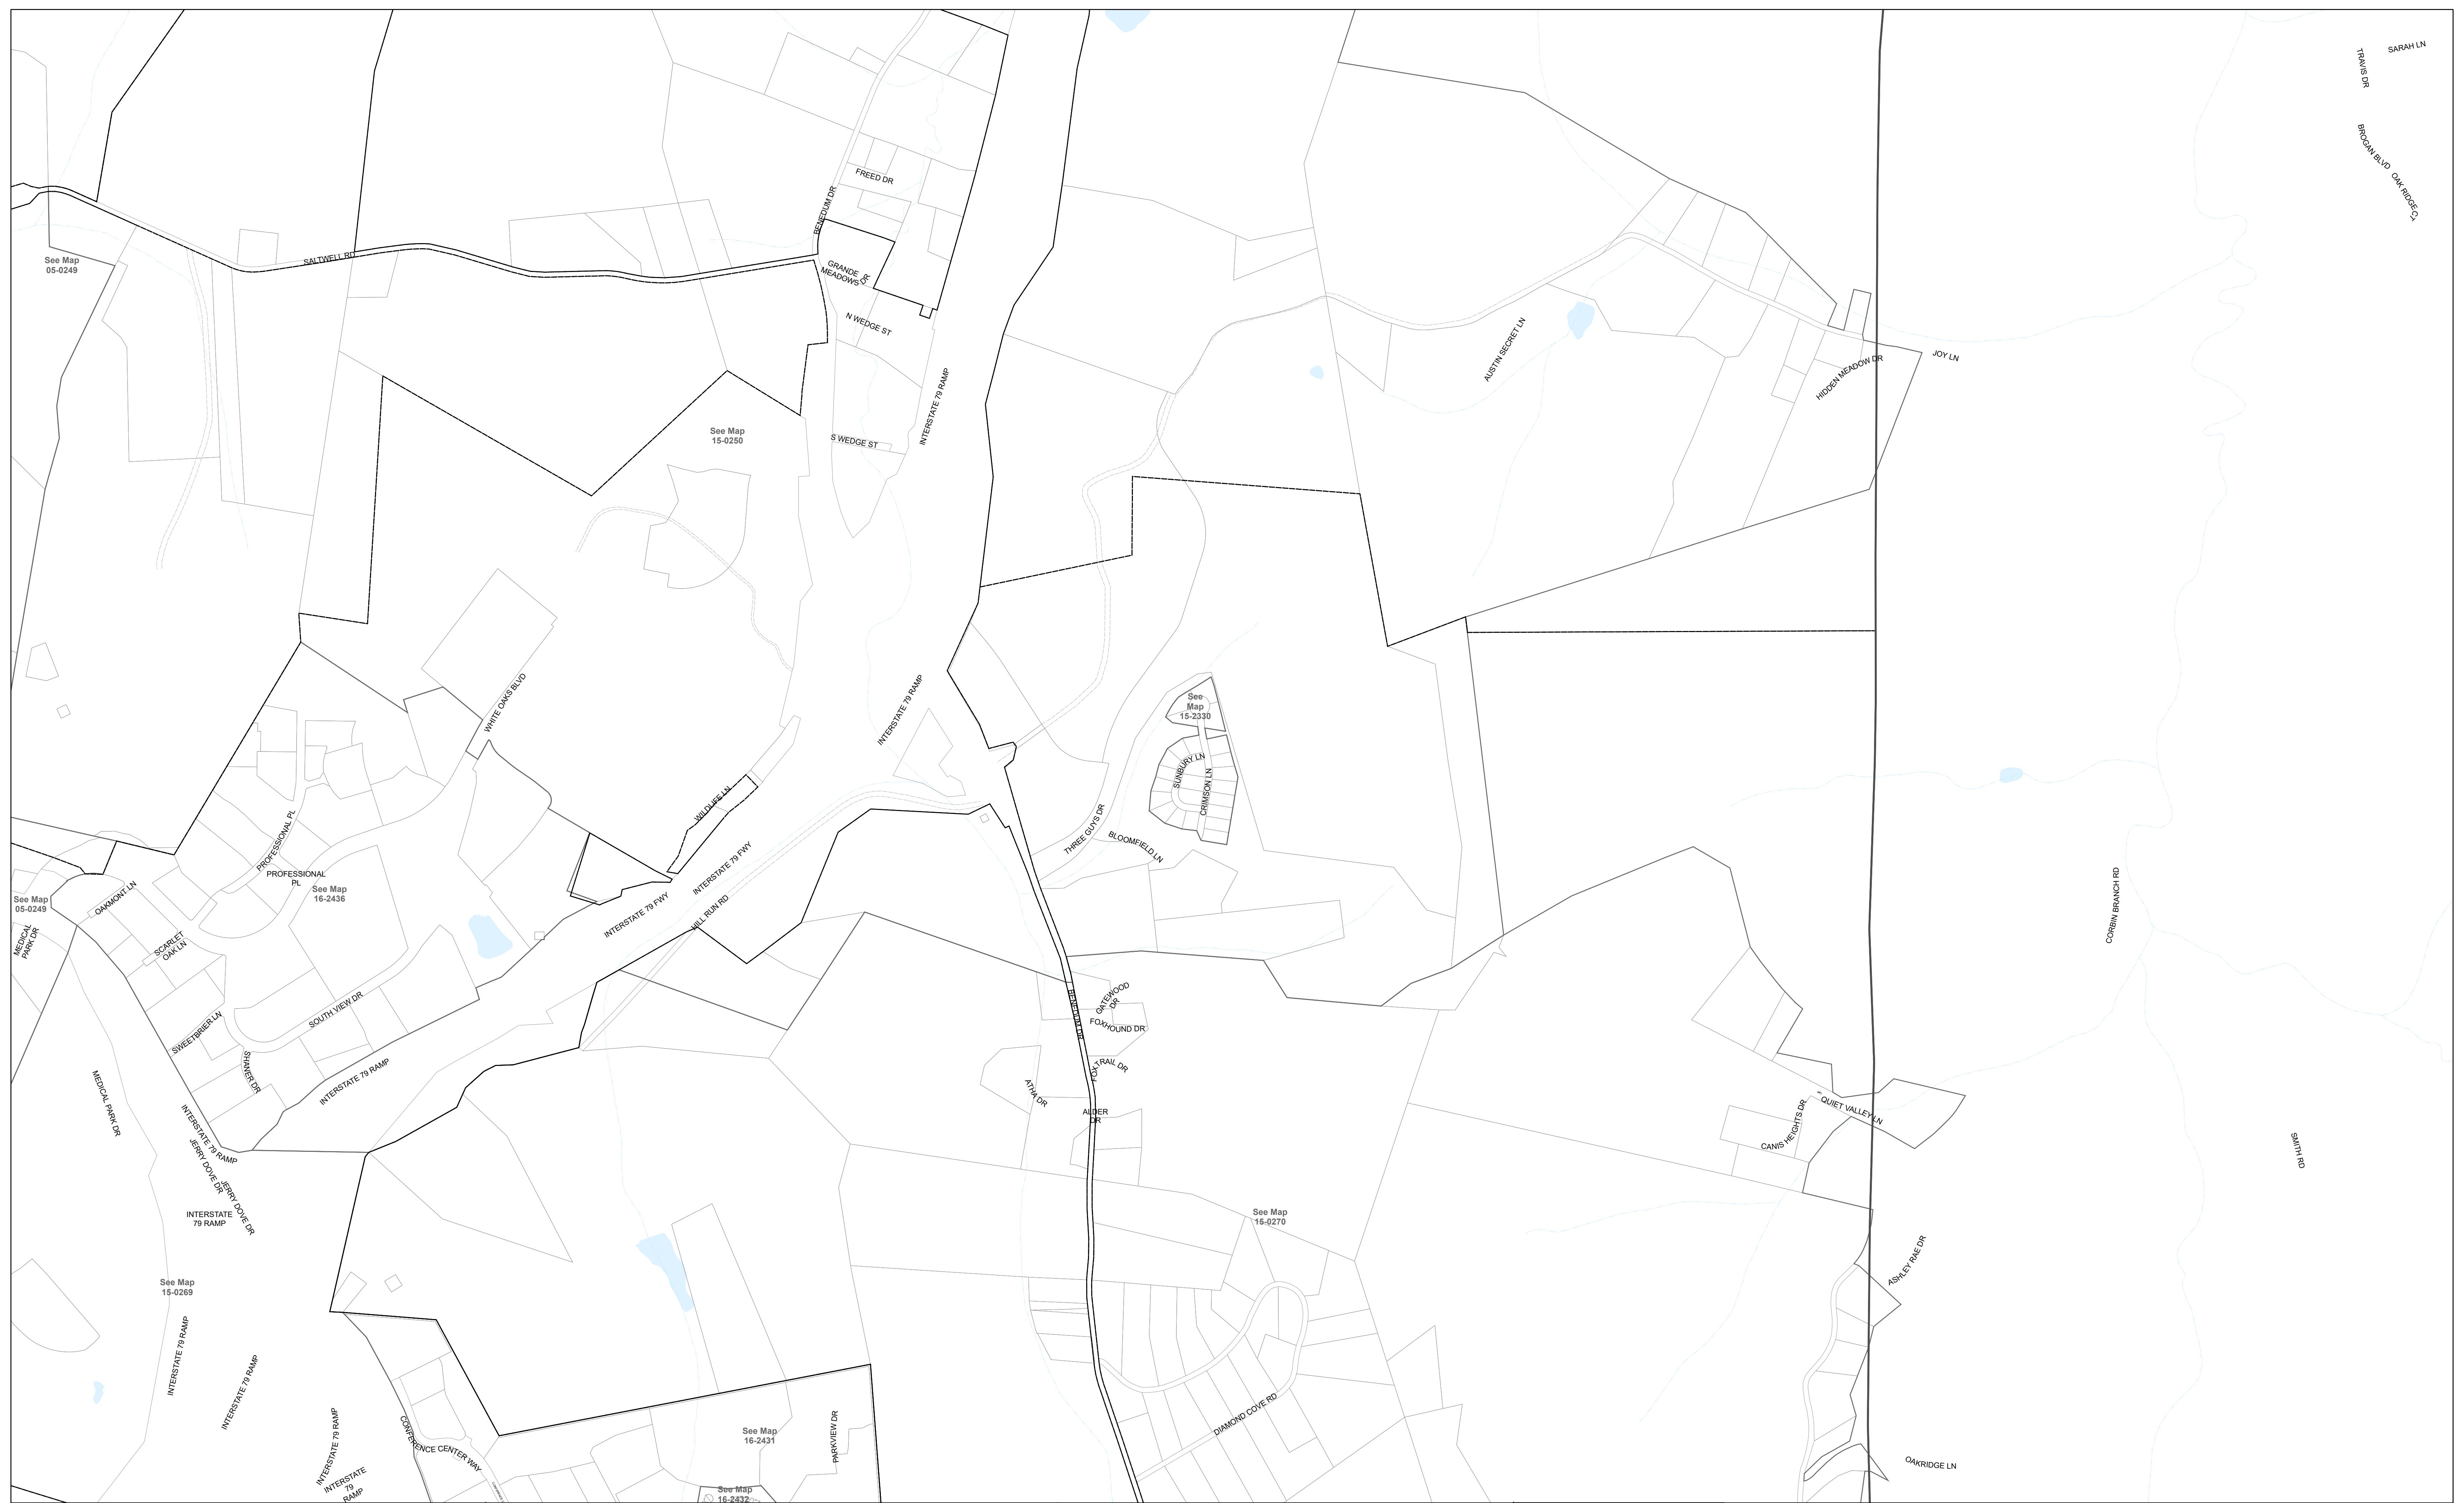 SARAH LN
TRAVIS DR
BROGAN BLVD
OAK RIDGE CT
FREED DR
BENEDUM DR
SALTWELL RD
See Map
05-0249
GRANDE
MEADOWS DR
N WEDGE ST
AUSTIN SECRET LN
JOY LN
HIDDEN MEADOW DR
INTERSTATE 79 RAMP
See Map
15-0250
S WEDGE ST
WHITE OAKS BLVD
INTERSTATE 79 RAMP
See
Map
15-2330
SUNBURY LN
CRIMSON LN
WILDLIFE LN
THREE GUYS DR
BLOOMFIELD LN
PROFESSIONAL PL
PROFESSIONAL
PL
See Map
16-2436
INTERSTATE 79 FWY
INTERSTATE 79 FWY
HILL RUN RD
OAKMONT LN
See Map
05-0249
MEDICAL
PARK DR
SCARLET
OAK LN
CORBIN BRANCH RD
SOUTH VIEW DR
SWEETBRIER LN
SHANER DR
GATEWOOD
DR
BENEDUM DR
FOXHOUND DR
FOXTRAIL DR
INTERSTATE 79 RAMP
MEDICAL PARK DR
ATHA DR
ALDER
DR
QUIET VALLEY LN
CANIS HEIGHTS DR
SMITH RD
INTERSTATE 79 RAMP
JERRY DOVE DR
JERRY DOVE DR
INTERSTATE
79 RAMP
See Map
15-0270
ASHLEY RAE DR
See Map
15-0269
INTERSTATE 79 RAMP
INTERSTATE 79 RAMP
INTERSTATE 79 RAMP
INTERSTATE
79
RAMP
CONFERENCE CENTER WAY
See Map
16-2431
PARKVIEW DR
DIAMOND COVE RD
OAKRIDGE LN
See Map
16-2432